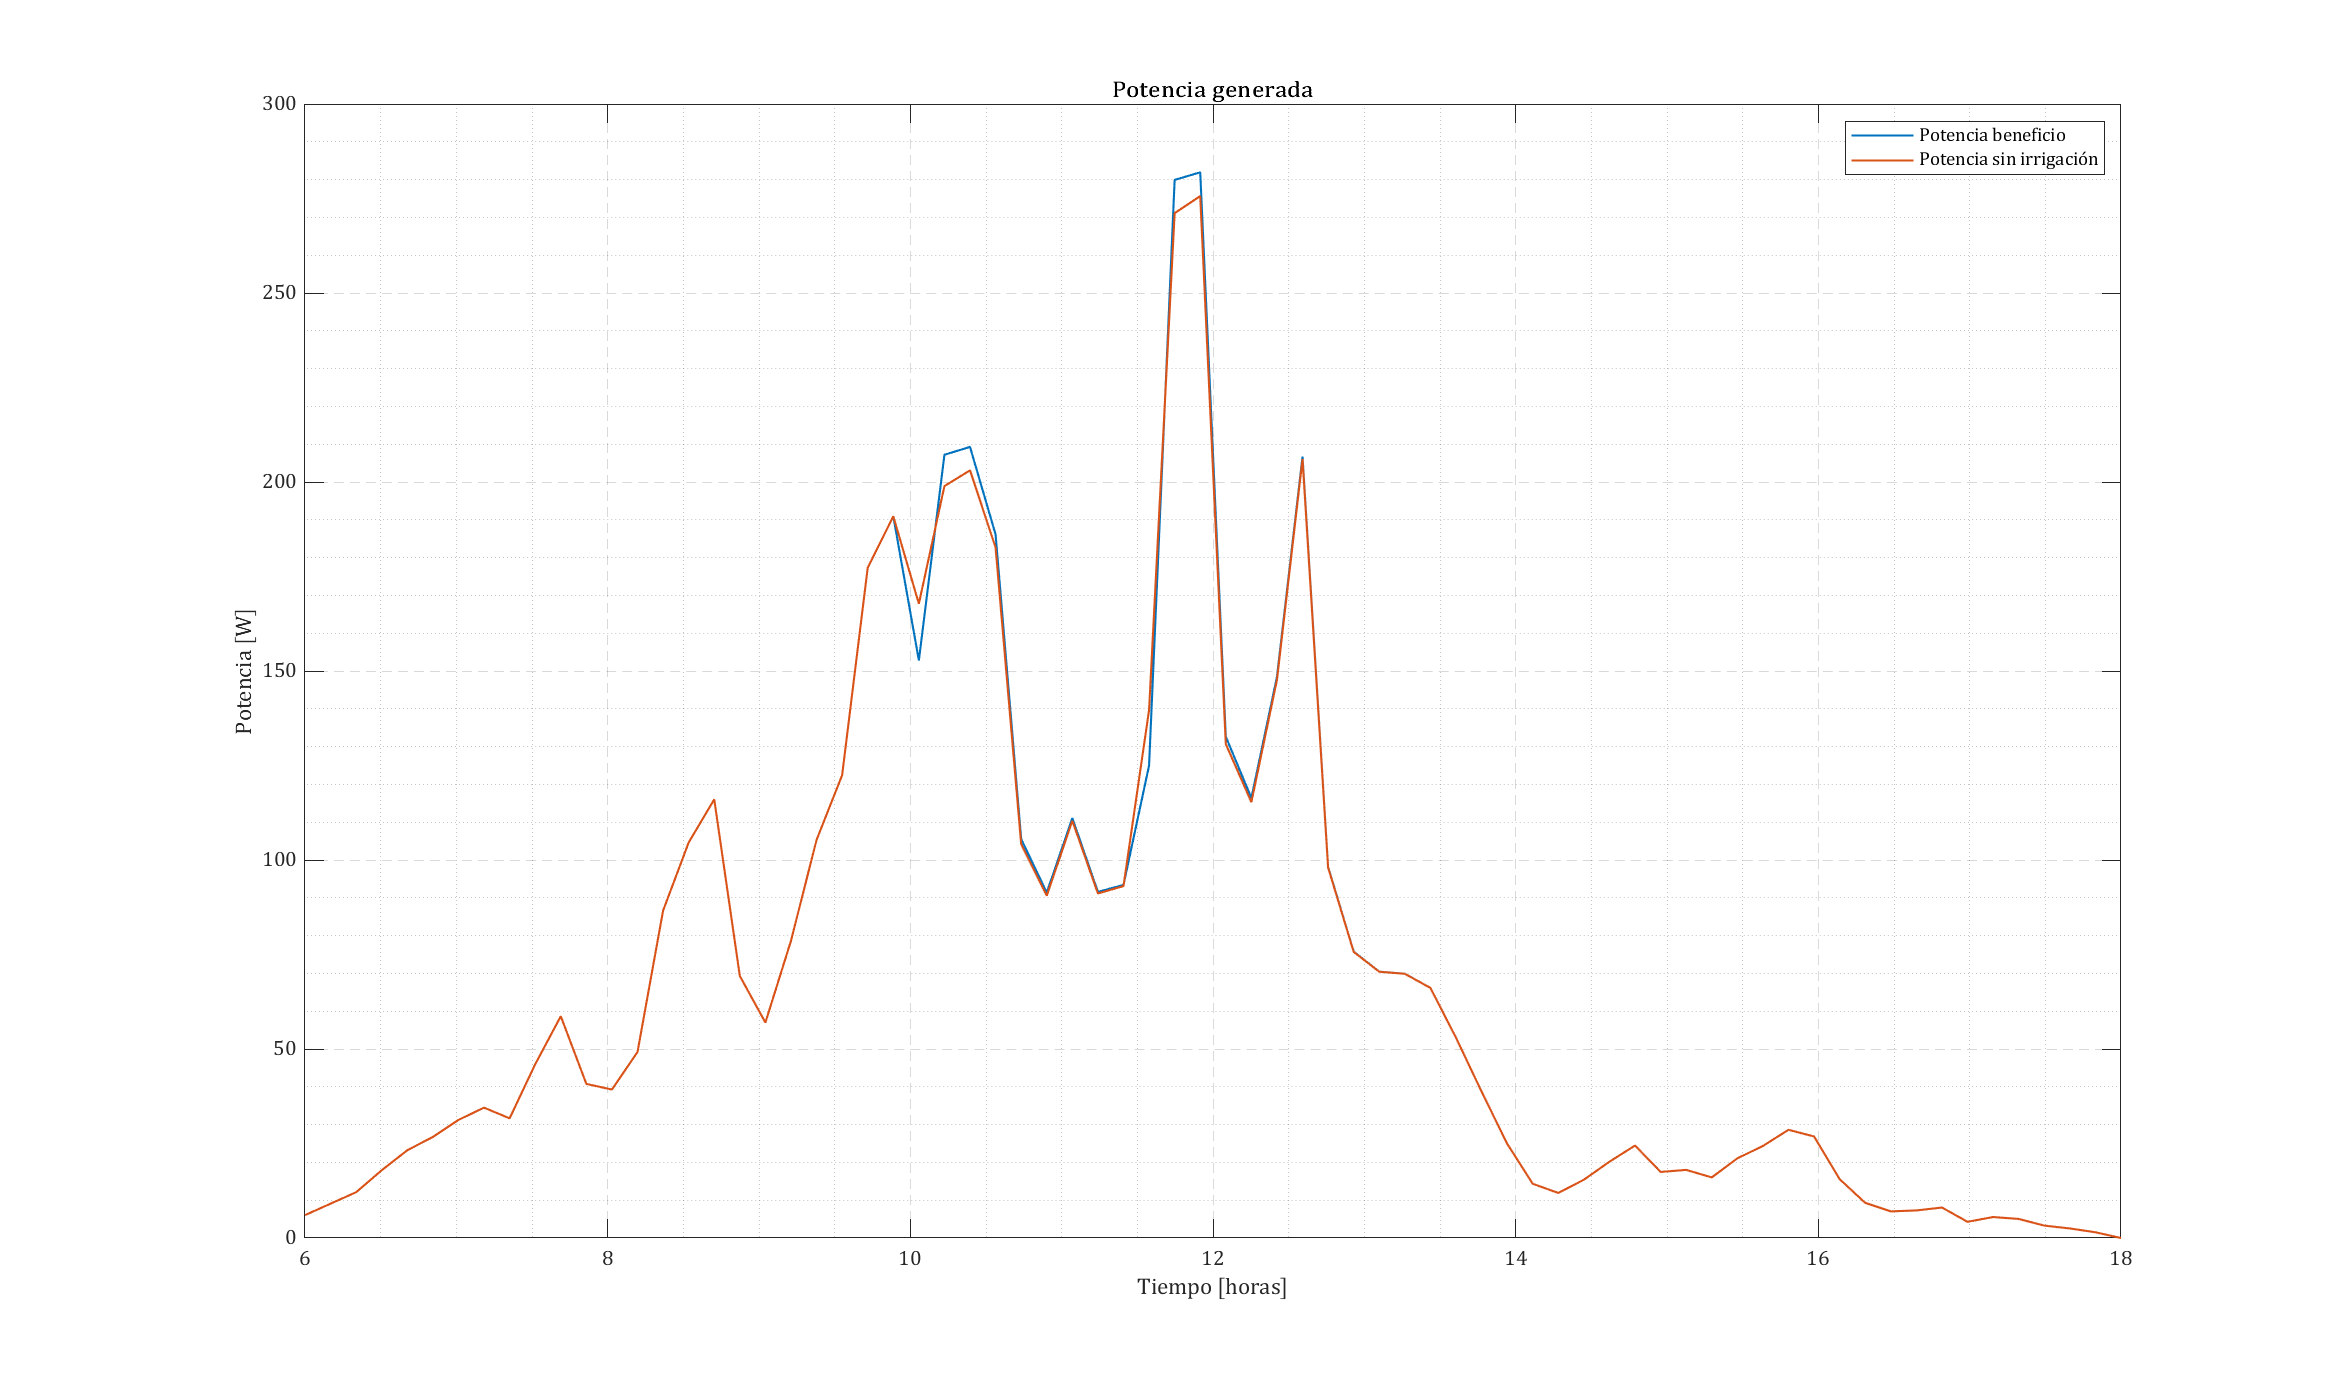 Potencia generada
300
250
200
150
100
50
0
Potencia [W]
Potencia beneficio
Potencia sin irrigación
6
8
10
12
14
16
18
Tiempo [horas]